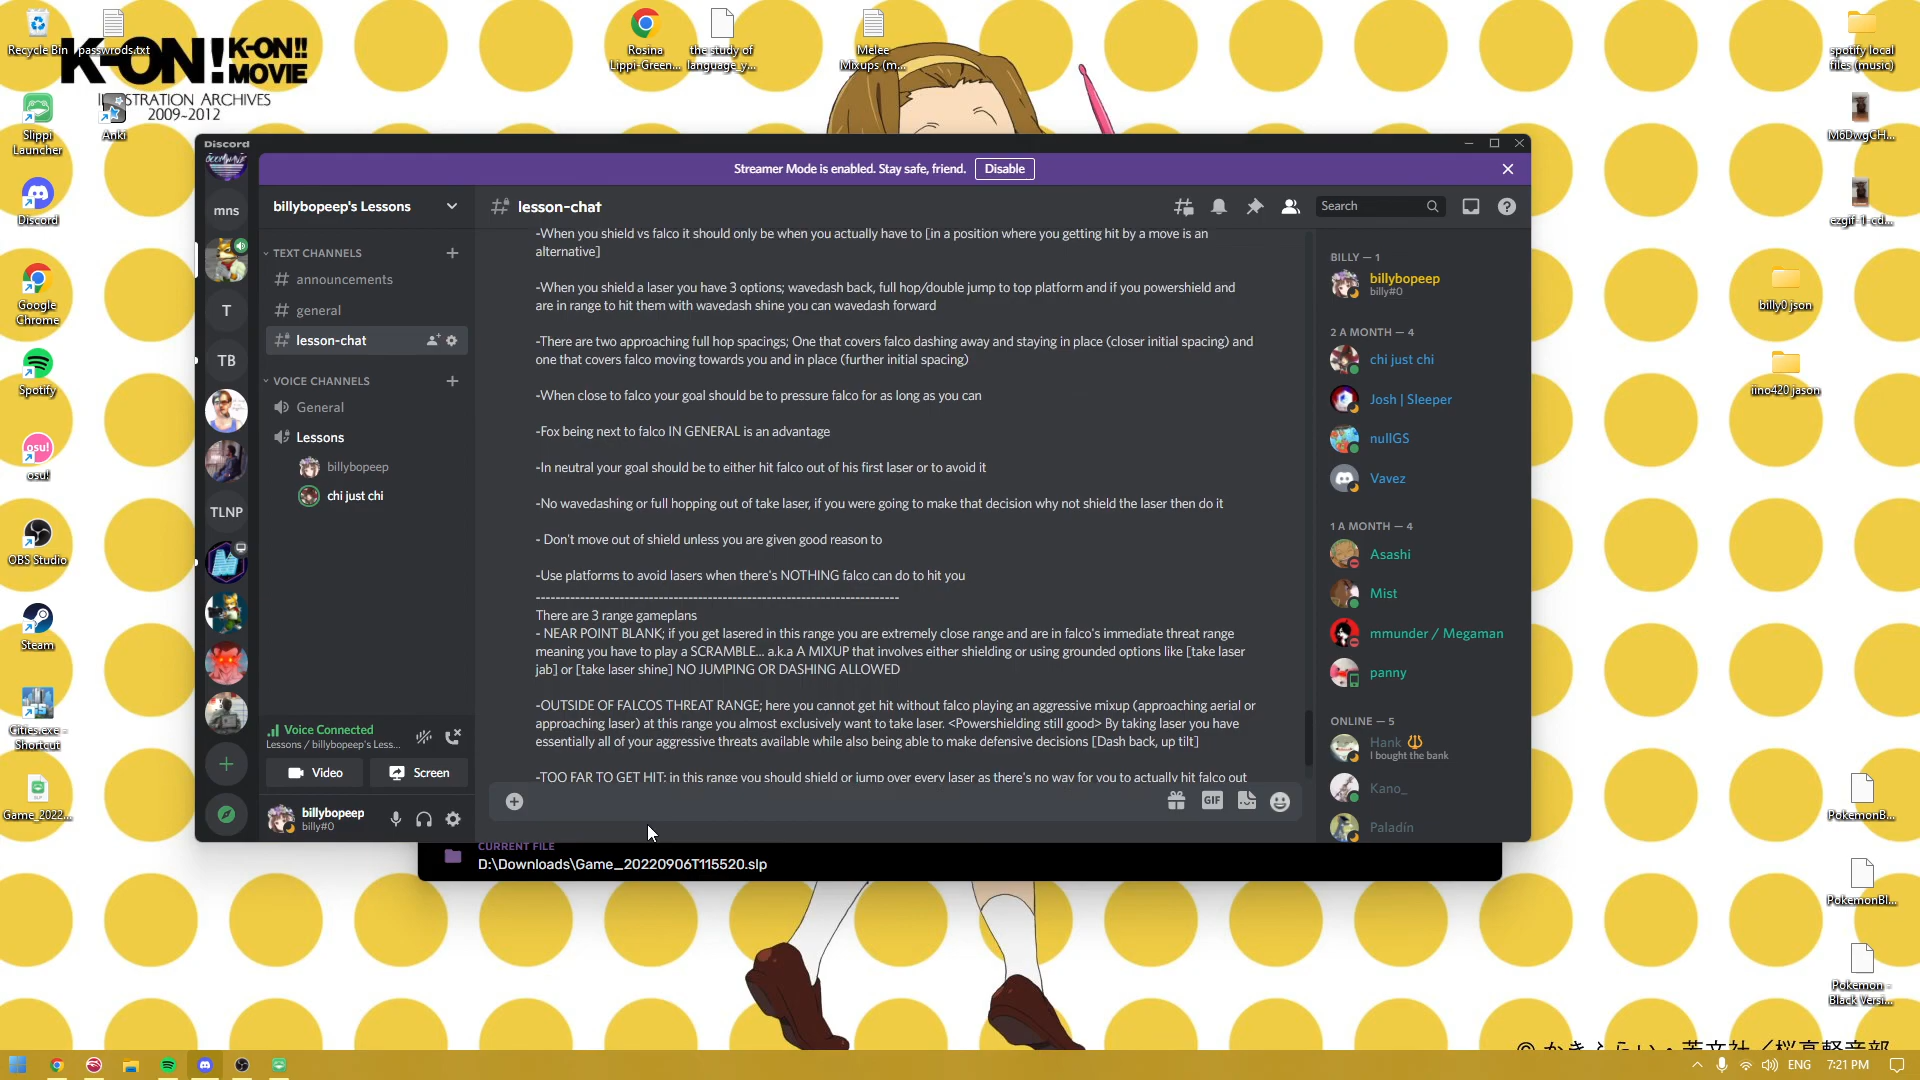 Recycle Bin
passwrods.txt
K-ON! K-ON!!
MOVIE
ILLUSTRATION ARCHIVES
2009~2012
Slippi
Launcher
Anki
Discord
Google
Chrome
Spotify
osu!
OBS Studio
Steam
Cities.exe -
Shortcut
Game_2022...
Rosina
Lippi-Green...
the study of
language_y...
Melee
Mixups (m...
spotify local
files (music)
M6DwgCH...
ezgif-1-cd...
billy0.json
iino420.jason
PokemonB...
PokemonBl...
Pokemon -
Black Versi...
Discord
Streamer Mode is enabled. Stay safe, friend.
Disable
mns
T
TB
TLNP
billybopeep's Lessons
TEXT CHANNELS
announcements
general
lesson-chat
VOICE CHANNELS
General
Lessons
billybopeep
chi just chi
Voice Connected
Lessons / billybopeep's Less...
Video
Screen
billybopeep
billy#0
lesson-chat
Search
-When you shield vs falco it should only be when you actually have to [in a position where you getting hit by a move is an
alternative]
-When you shield a laser you have 3 options; wavedash back, full hop/double jump to top platform and if you powershield and
are in range to hit them with wavedash shine you can wavedash forward
-There are two approaching full hop spacings; One that covers falco dashing away and staying in place (closer initial spacing) and
one that covers falco moving towards you and in place (further initial spacing)
-When close to falco your goal should be to pressure falco for as long as you can
-Fox being next to falco IN GENERAL is an advantage
-In neutral your goal should be to either hit falco out of his first laser or to avoid it
-No wavedashing or full hopping out of take laser, if you were going to make that decision why not shield the laser then do it
- Don't move out of shield unless you are given good reason to
-Use platforms to avoid lasers when there's NOTHING falco can do to hit you
--------------------------------------------------------------------------
There are 3 range gameplans
- NEAR POINT BLANK; if you get lasered in this range you are extremely close range and are in falco's immediate threat range
meaning you have to play a SCRAMBLE... a.k.a A MIXUP that involves either shielding or using grounded options like [take laser
jab] or [take laser shine] NO JUMPING OR DASHING ALLOWED
-OUTSIDE OF FALCOS THREAT RANGE; here you cannot get hit without falco playing an aggressive mixup (approaching aerial or
approaching laser) at this range you almost exclusively want to take laser. <Powershielding still good> By taking laser you have
essentially all of your aggressive threats available while also being able to make defensive decisions [Dash back, up tilt]
-TOO FAR TO GET HIT; in this range you should shield or jump over every laser as there's no way for you to actually hit falco out
GIF
BILLY — 1
billybopeep
billy#0
2 A MONTH — 4
chi just chi
Josh | Sleeper
nullGS
Vavez
1 A MONTH — 4
Asashi
Mist
mmunder / Megaman
panny
ONLINE — 5
Hank
I bought the bank
Kano_
Paladín
CURRENT FILE
D:\Downloads\Game_20220906T115520.slp
ENG
7:21 PM